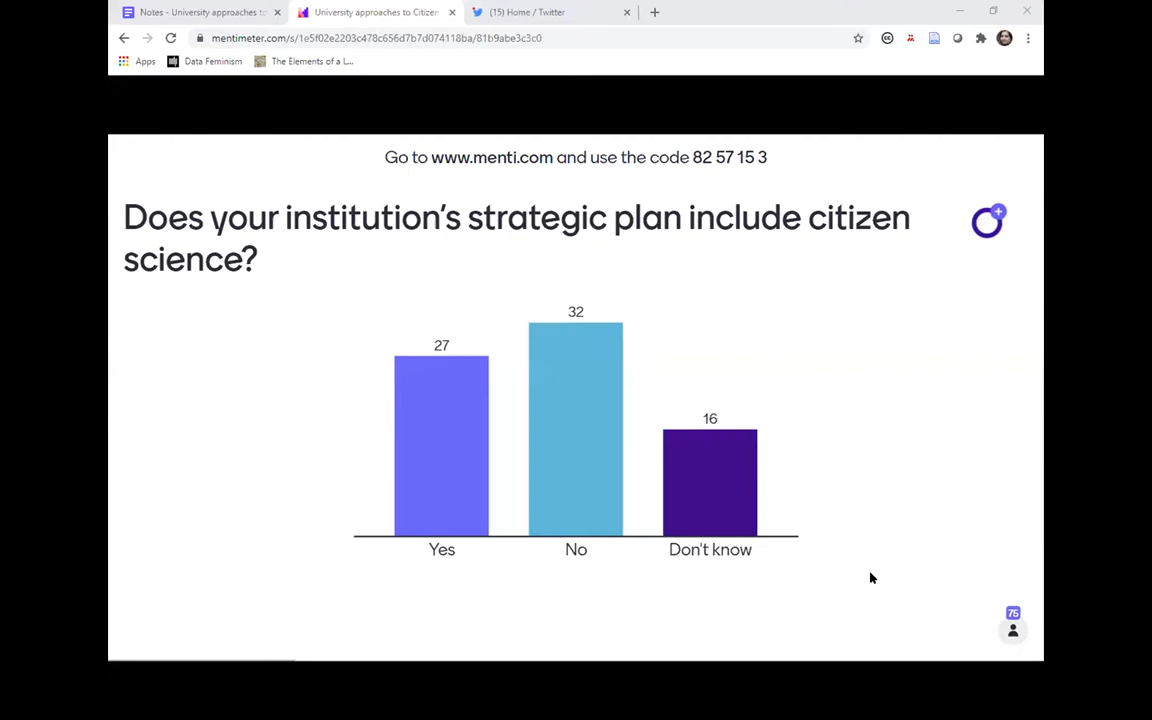 Notes - University approaches to
University approaches to Citizen
(15) Home / Twitter
mentimeter.com/s/1e5f02e2203c478c656d7b7d074118ba/81b9abe3c3c0
Apps
Data Feminism
The Elements of a L...
Go to www.menti.com and use the code 82 57 15 3
Does your institution's strategic plan include citizen
science?
27
32
16
Yes
No
Don't know
75